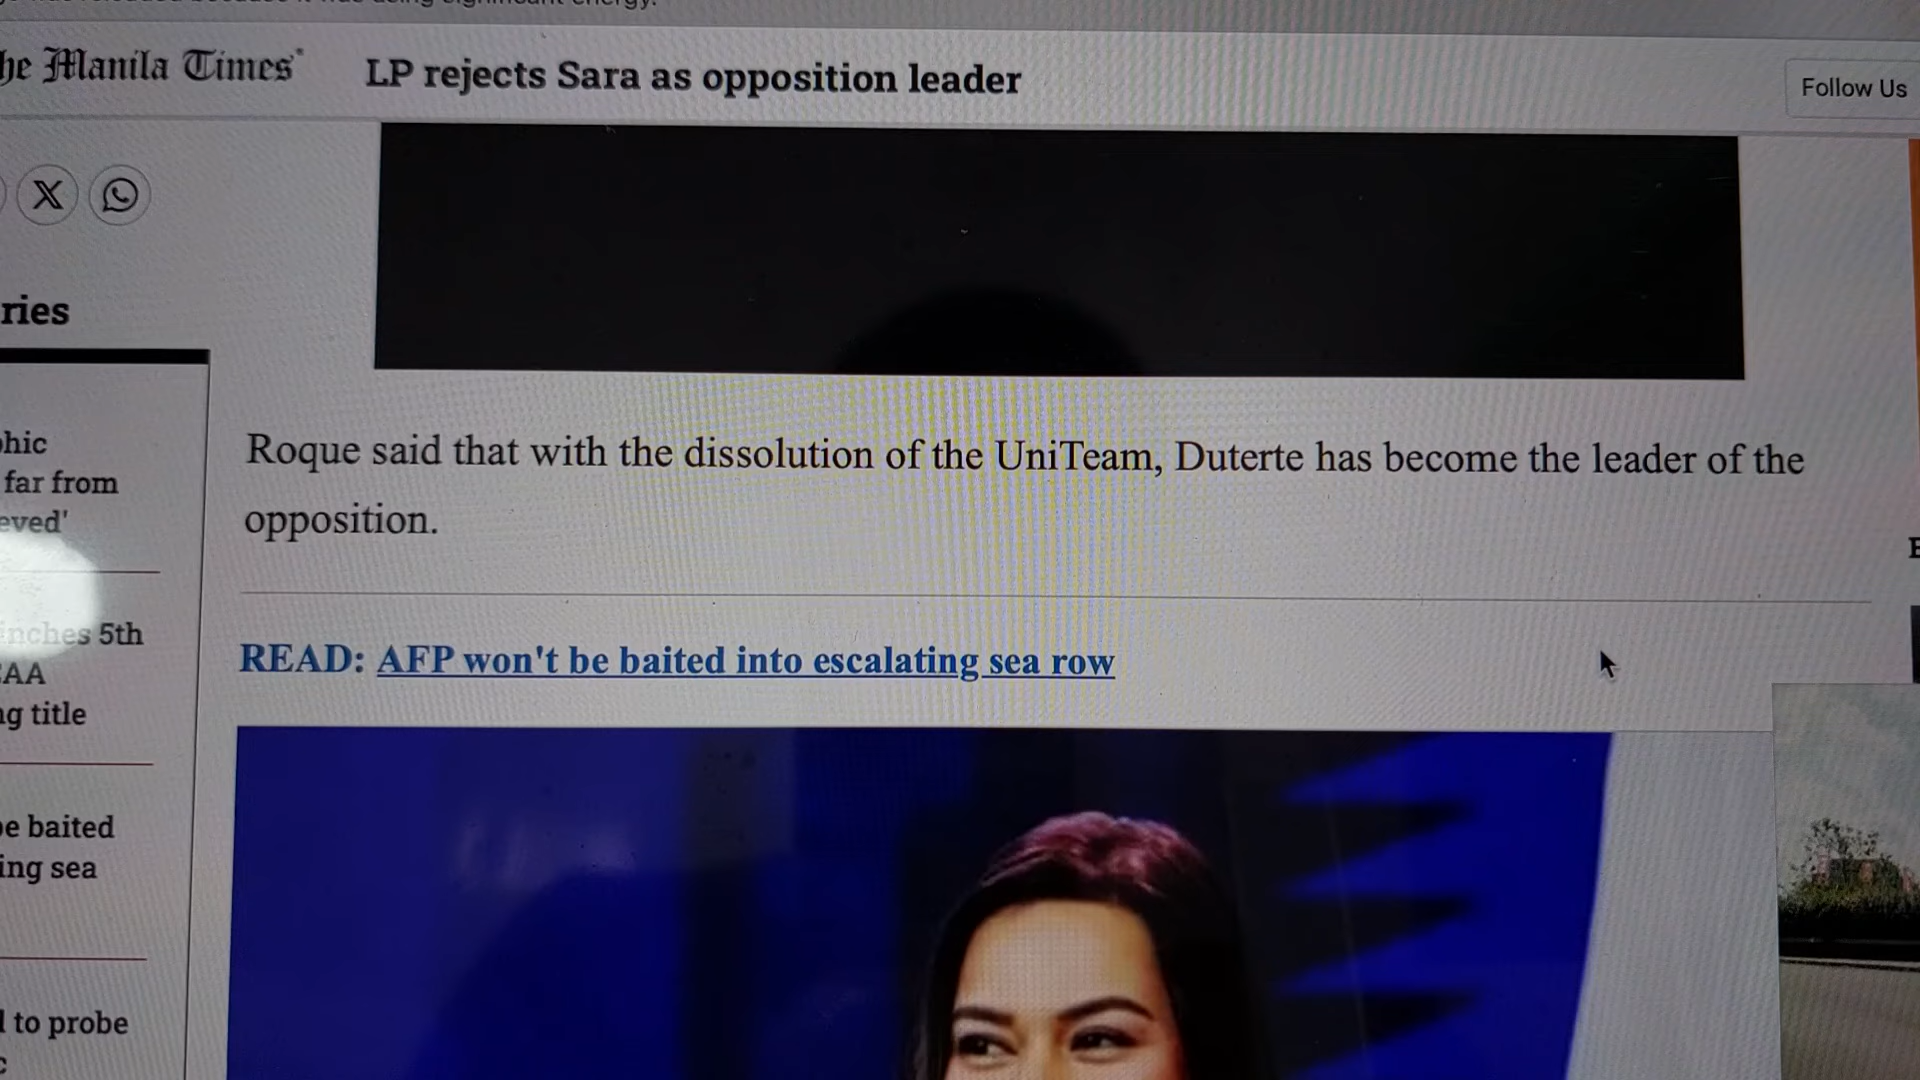 he Manila Times
LP rejects Sara as opposition leader
Follow Us
ries
Roque said that with the dissolution of the UniTeam, Duterte has become the leader of the
opposition.
READ: AFP won't be baited into escalating sea row
hic
far from
eved'
inches 5th
AA
g title
e baited
ing sea
to probe